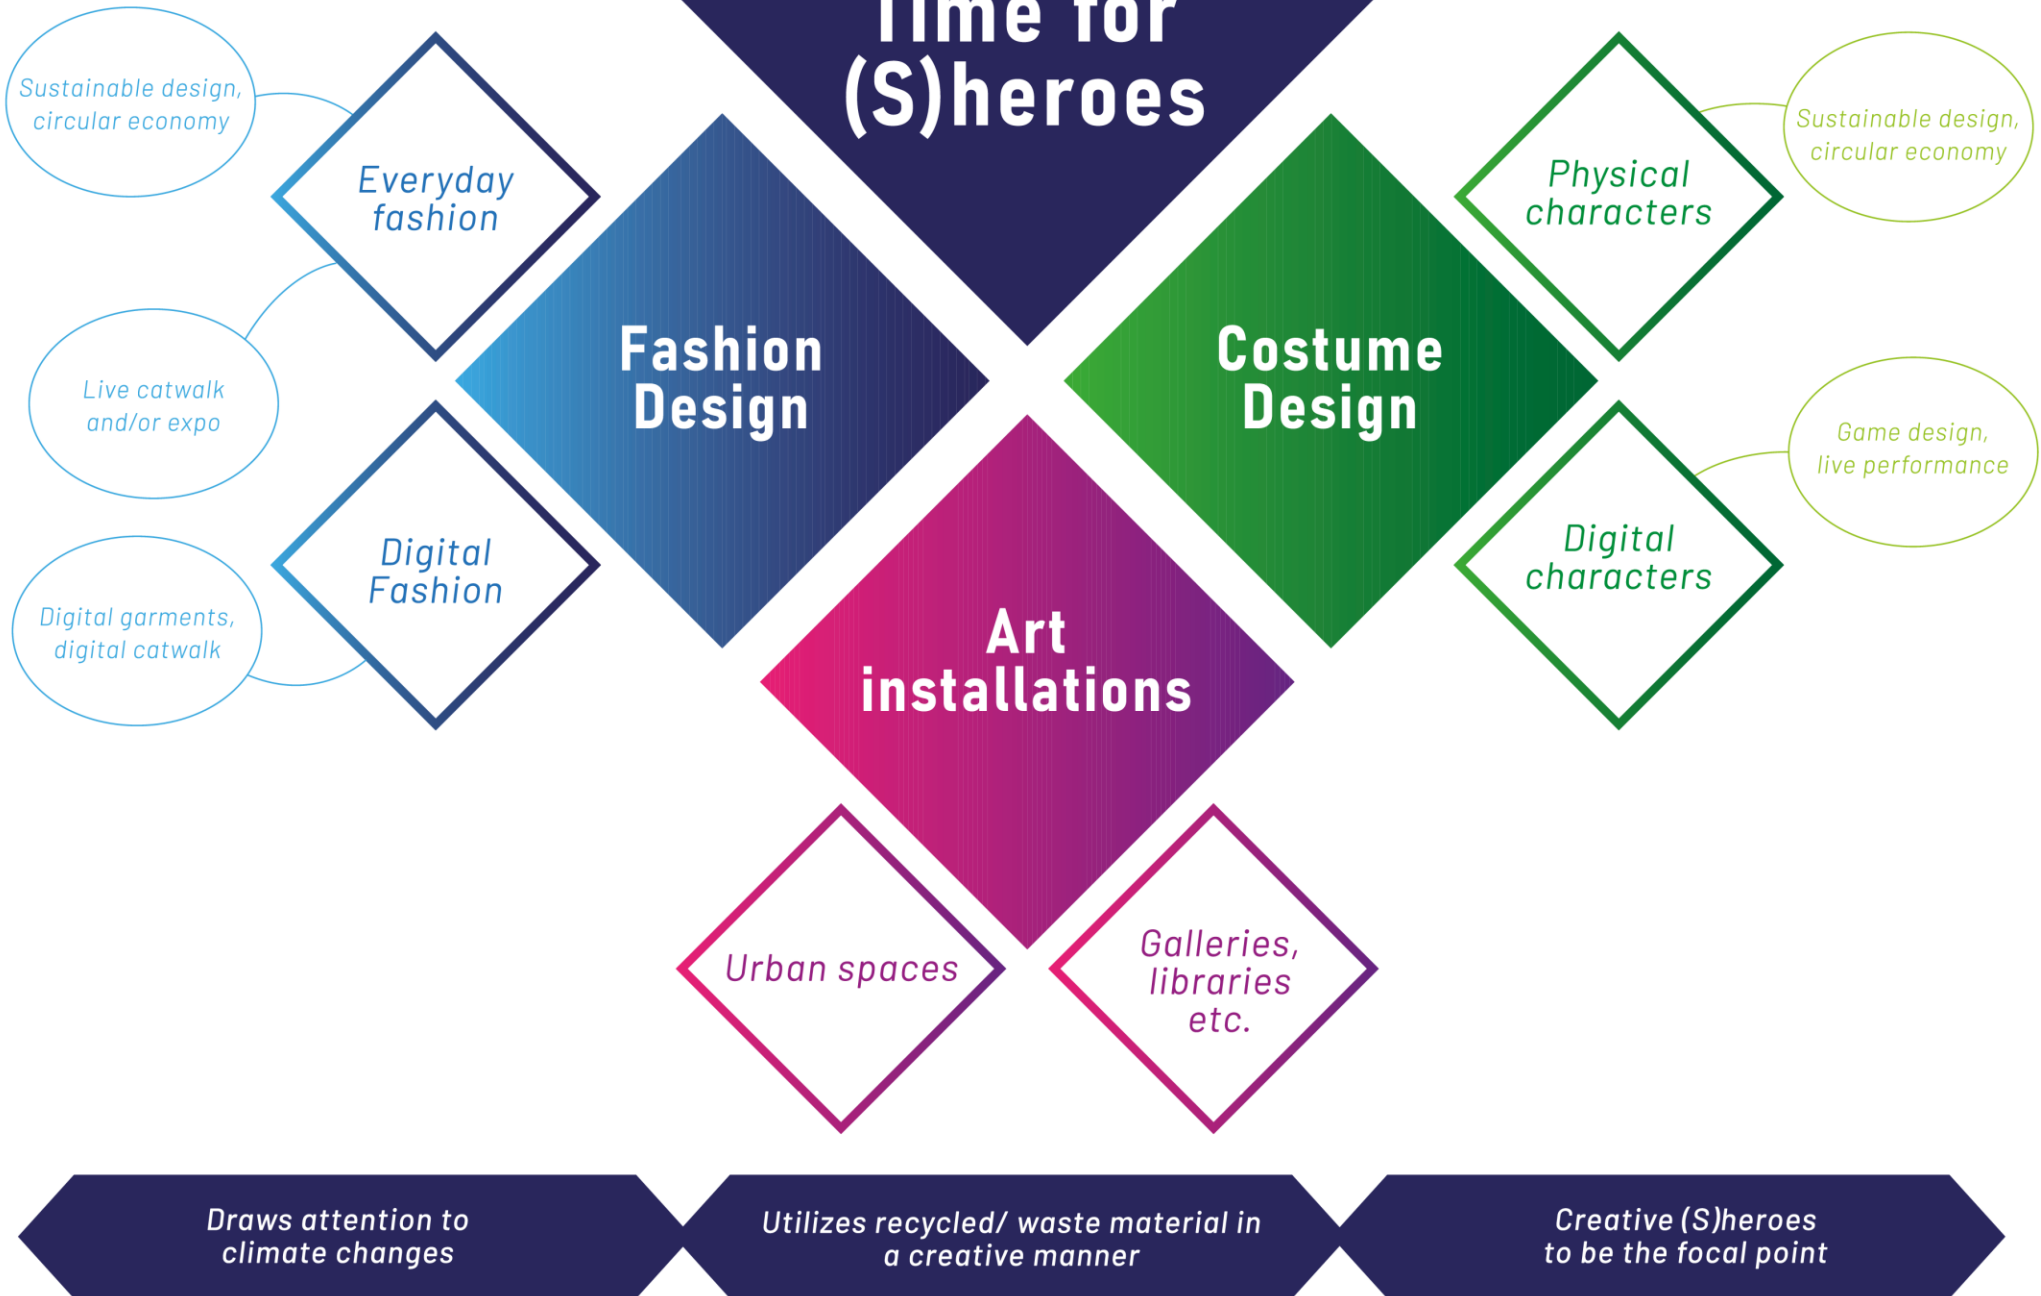 Time for
(S)heroes
Sustainable design,
circular economy
Everyday
fashion
Live catwalk
and/or expo
Digital
Fashion
Digital garments,
digital catwalk
Fashion
Design
Costume
Design
Physical
characters
Sustainable design,
circular economy
Digital
characters
Game design,
live performance
Art
installations
Urban spaces
Galleries,
libraries
etc.
Draws attention to
climate changes
Utilizes recycled/ waste material in
a creative manner
Creative (S)heroes
to be the focal point